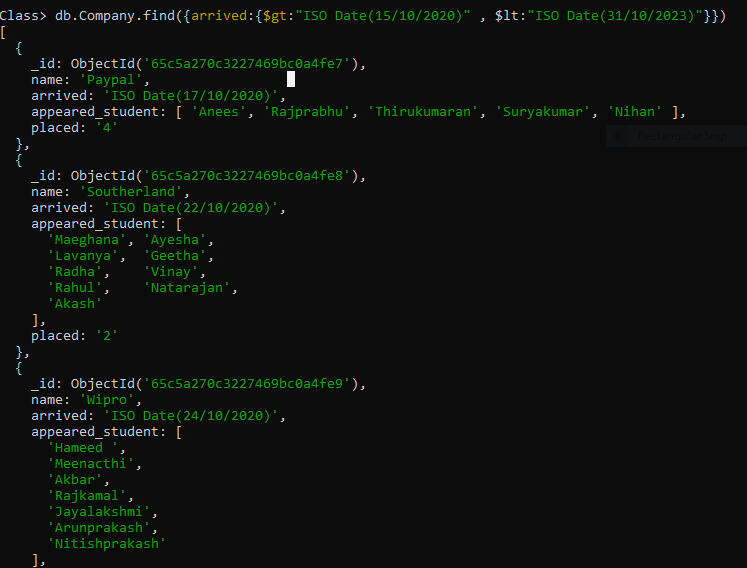 Class> db.Company.find({arrived:{$gt:"ISO Date(15/10/2020)" , $lt:"ISO Date(31/10/2023)"}})
[
  {
    _id: ObjectId('65c5a270c3227469bc0a4fe7'),
    name: 'Paypal',
    arrived: 'ISO Date(17/10/2020)',
    appeared_student: [ 'Anees', 'Rajprabhu', 'Thirukumaran', 'Suryakumar', 'Nihan' ],
    placed: '4'
  },
  {
    _id: ObjectId('65c5a270c3227469bc0a4fe8'),
    name: 'Southerland',
    arrived: 'ISO Date(22/10/2020)',
    appeared_student: [
      'Maeghana', 'Ayesha',
      'Lavanya',  'Geetha',
      'Radha',    'Vinay',
      'Rahul',    'Natarajan',
      'Akash'
    ],
    placed: '2'
  },
  {
    _id: ObjectId('65c5a270c3227469bc0a4fe9'),
    name: 'Wipro',
    arrived: 'ISO Date(24/10/2020)',
    appeared_student: [
      'Hameed ',
      'Meenacthi',
      'Akbar',
      'Rajkamal',
      'Jayalakshmi',
      'Arunprakash',
      'Nitishprakash'
    ],